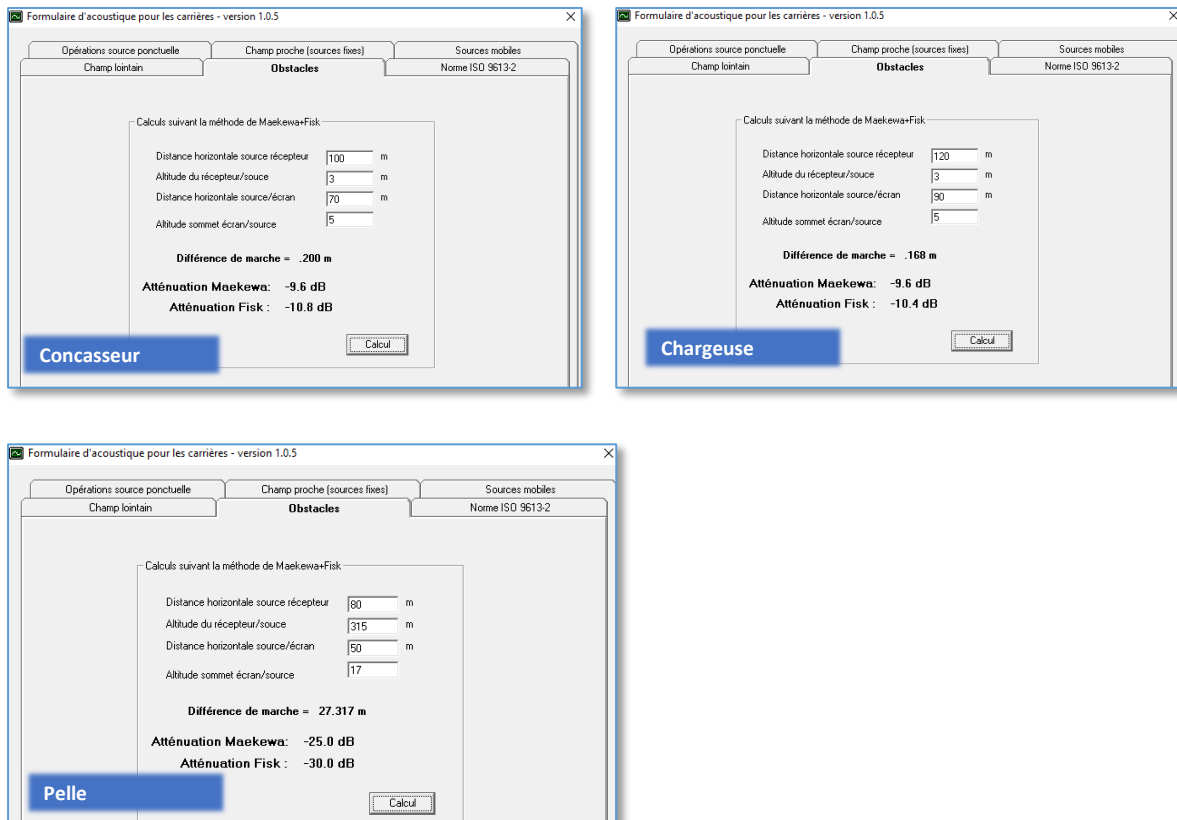 Formulaire d'acoustique pour les carrières - version 1.0.5
Opérations source ponctuelle Champ proche (sources fixes) Sources mobiles
Champ lointain Obstacles Norme ISO 9613-2
Calculs suivant la méthode de Maekewa+Fisk
Distance horizontale source récepteur 100 m
Altitude du récepteur/souce 3 m
Distance horizontale source/écran 70 m
Altitude sommet écran/source 5
Différence de marche = .200 m
Atténuation Maekewa: -9.6 dB
Atténuation Fisk : -10.8 dB
Calcul
Concasseur
Formulaire d'acoustique pour les carrières - version 1.0.5
Opérations source ponctuelle Champ proche (sources fixes) Sources mobiles
Champ lointain Obstacles Norme ISO 9613-2
Calculs suivant la méthode de Maekewa+Fisk
Distance horizontale source récepteur 120 m
Altitude du récepteur/souce 3 m
Distance horizontale source/écran 90 m
Altitude sommet écran/source 5
Différence de marche = .168 m
Atténuation Maekewa: -9.6 dB
Atténuation Fisk : -10.4 dB
Calcul
Chargeuse
Formulaire d'acoustique pour les carrières - version 1.0.5
Opérations source ponctuelle Champ proche (sources fixes) Sources mobiles
Champ lointain Obstacles Norme ISO 9613-2
Calculs suivant la méthode de Maekewa+Fisk
Distance horizontale source récepteur 80 m
Altitude du récepteur/souce 315 m
Distance horizontale source/écran 50 m
Altitude sommet écran/source 17
Différence de marche = 27.317 m
Atténuation Maekewa: -25.0 dB
Atténuation Fisk : -30.0 dB
Pelle
Calcul